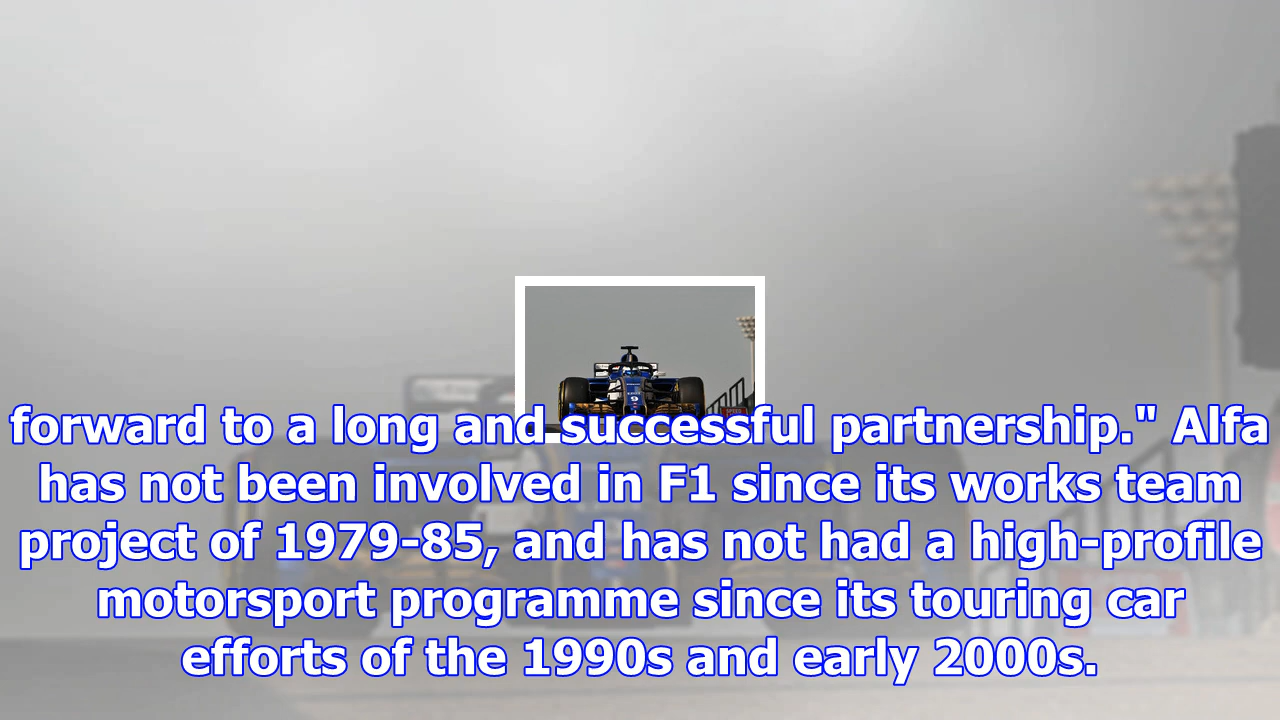 9
forward to a long and successful partnership." Alfa
has not been involved in F1 since its works team
project of 1979-85, and has not had a high-profile
motorsport programme since its touring car
efforts of the 1990s and early 2000s.